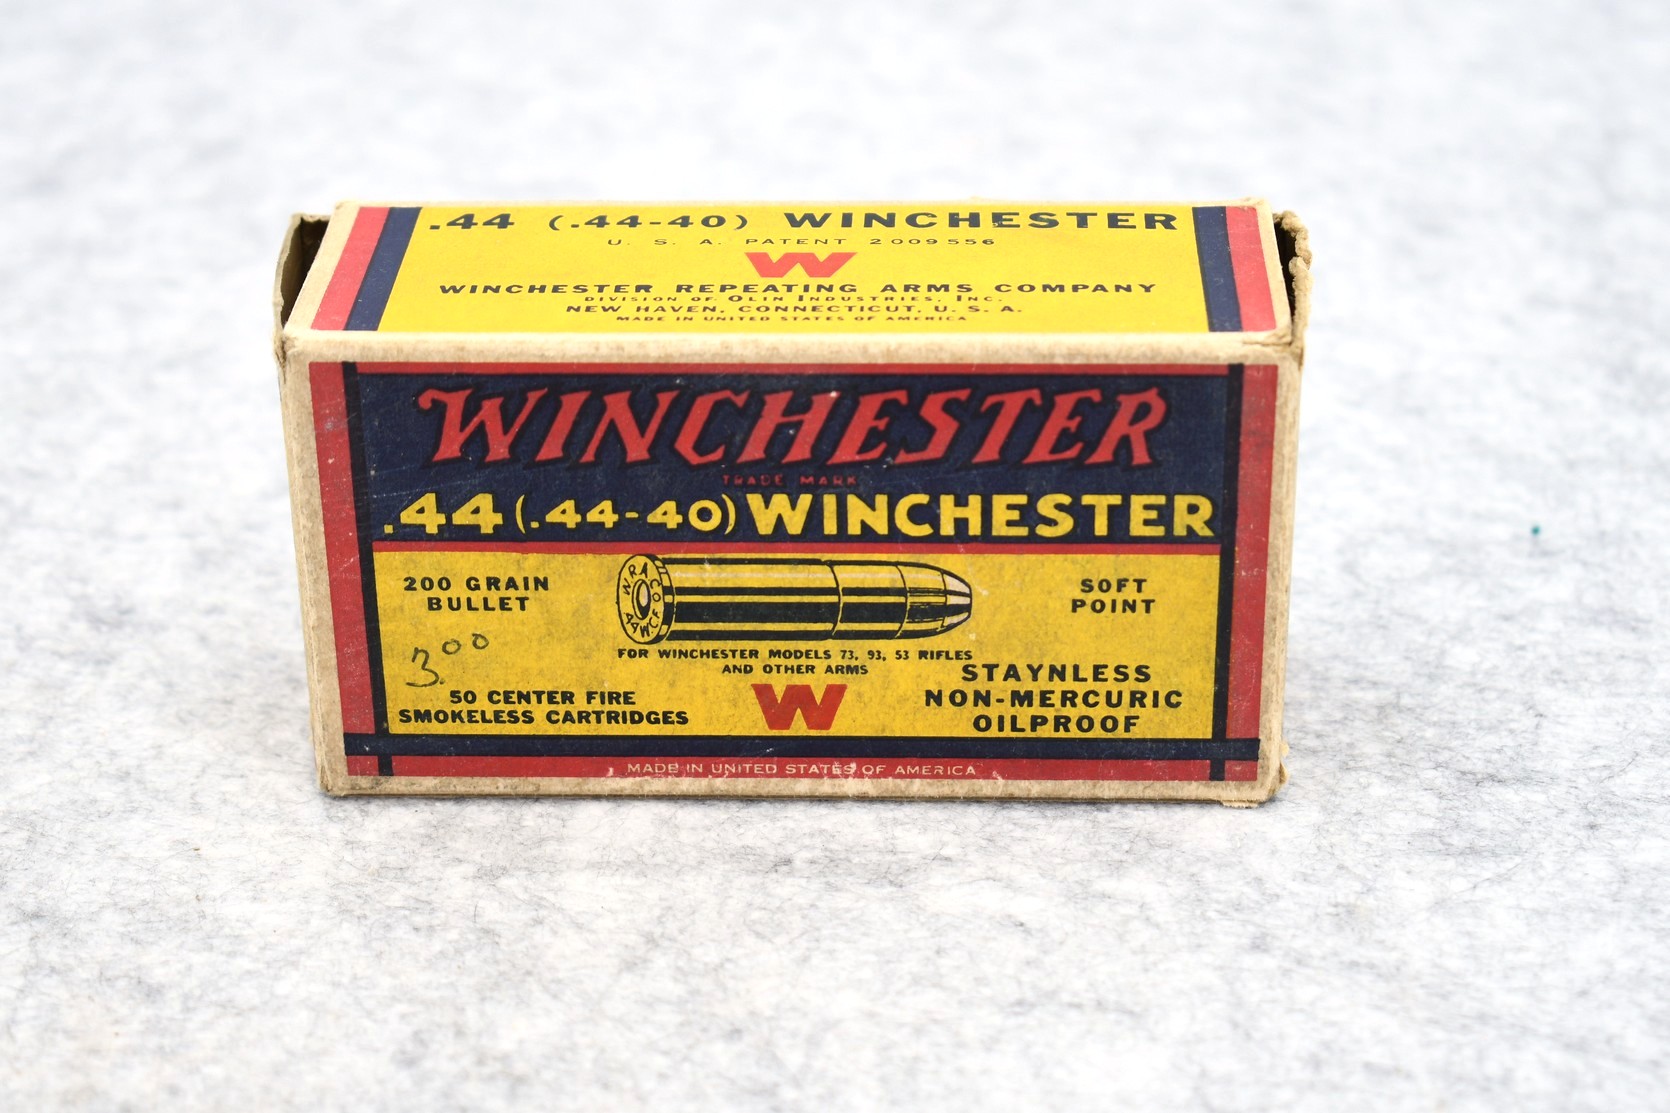 .44 (.44-40) WINCHESTER
U. S. A. PATENT 2009556
W
WINCHESTER REPEATING ARMS COMPANY
DIVISION OF OLIN INDUSTRIES, INC.
NEW HAVEN, CONNECTICUT, U. S. A.
MADE IN UNITED STATES OF AMERICA
WINCHESTER
TRADE MARK
.44 (.44-40) WINCHESTER
200 GRAIN
BULLET
W.R.A. CO.
44 W.C.F.
SOFT
POINT
FOR WINCHESTER MODELS 73, 93, 53 RIFLES
AND OTHER ARMS
3.00
50 CENTER FIRE
SMOKELESS CARTRIDGES
W
STAYNLESS
NON-MERCURIC
OILPROOF
MADE IN UNITED STATES OF AMERICA